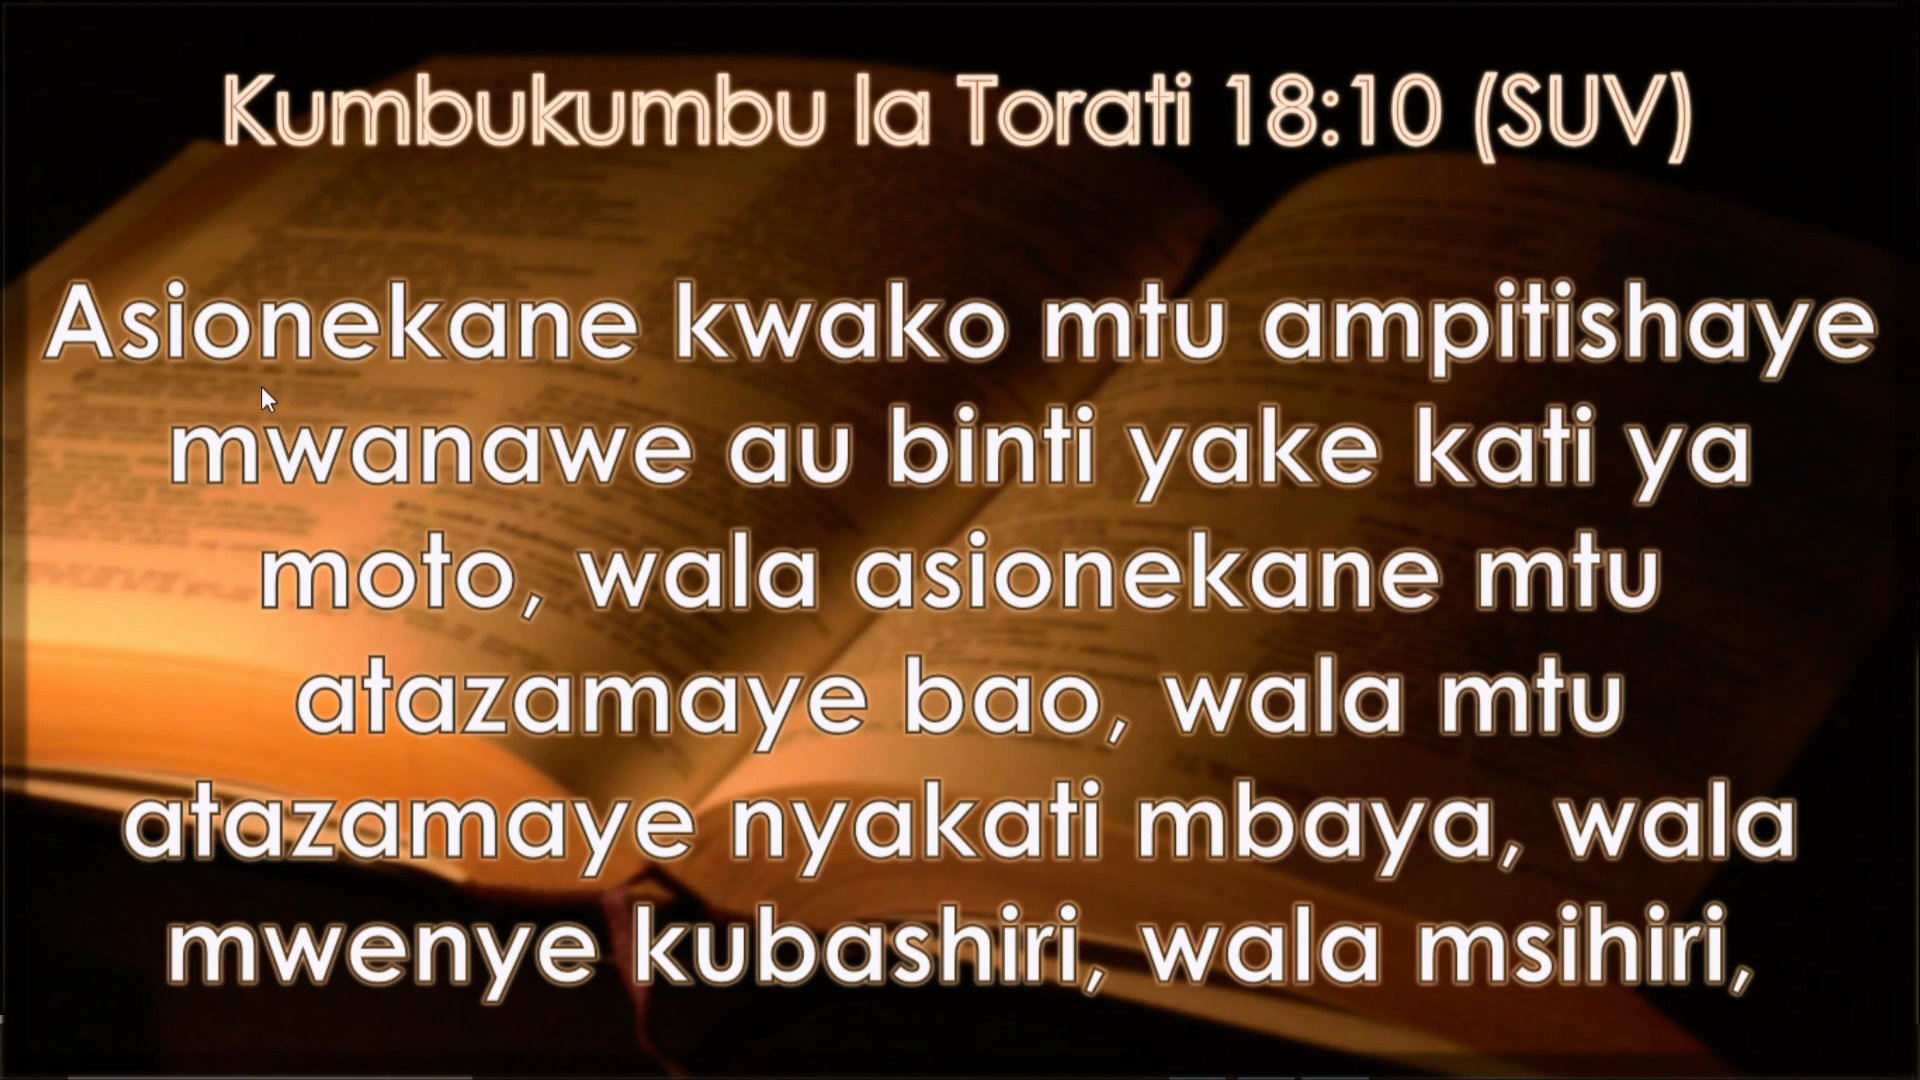 Kumbukumbu la Torati 18:10 (SUV)
Asionekane kwako mtu ampitishaye
mwanawe au binti yake kati ya
moto, wala asionekane mtu
atazamaye bao, wala mtu
atazamaye nyakati mbaya, wala
mwenye kubashiri, wala msihiri,